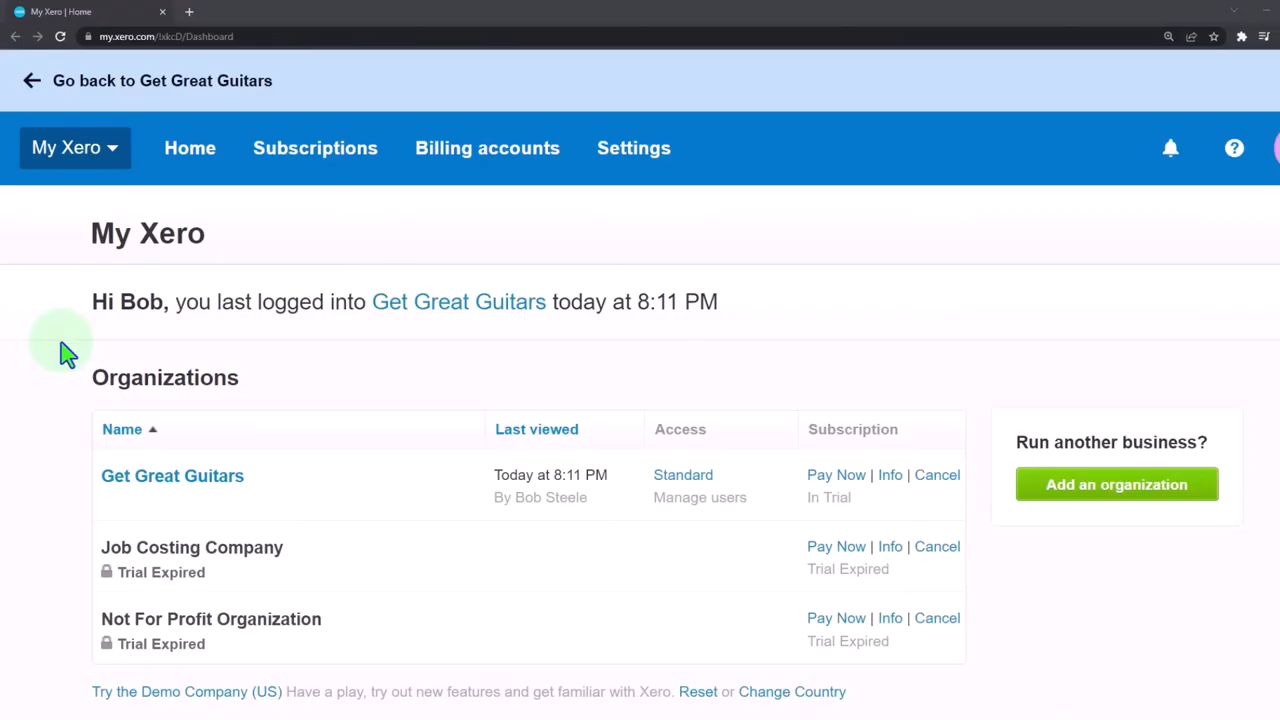 My Xero | Home
my.xero.com/!xkcD/Dashboard
Go back to Get Great Guitars
My Xero Home Subscriptions Billing accounts Settings
My Xero
Hi Bob, you last logged into Get Great Guitars today at 8:11 PM
Organizations
Name Last viewed Access Subscription
Get Great Guitars Today at 8:11 PM Standard Pay Now | Info | Cancel
By Bob Steele Manage users In Trial
Job Costing Company Pay Now | Info | Cancel
Trial Expired Trial Expired
Not For Profit Organization Pay Now | Info | Cancel
Trial Expired Trial Expired
Run another business?
Add an organization
Try the Demo Company (US) Have a play, try out new features and get familiar with Xero. Reset or Change Country